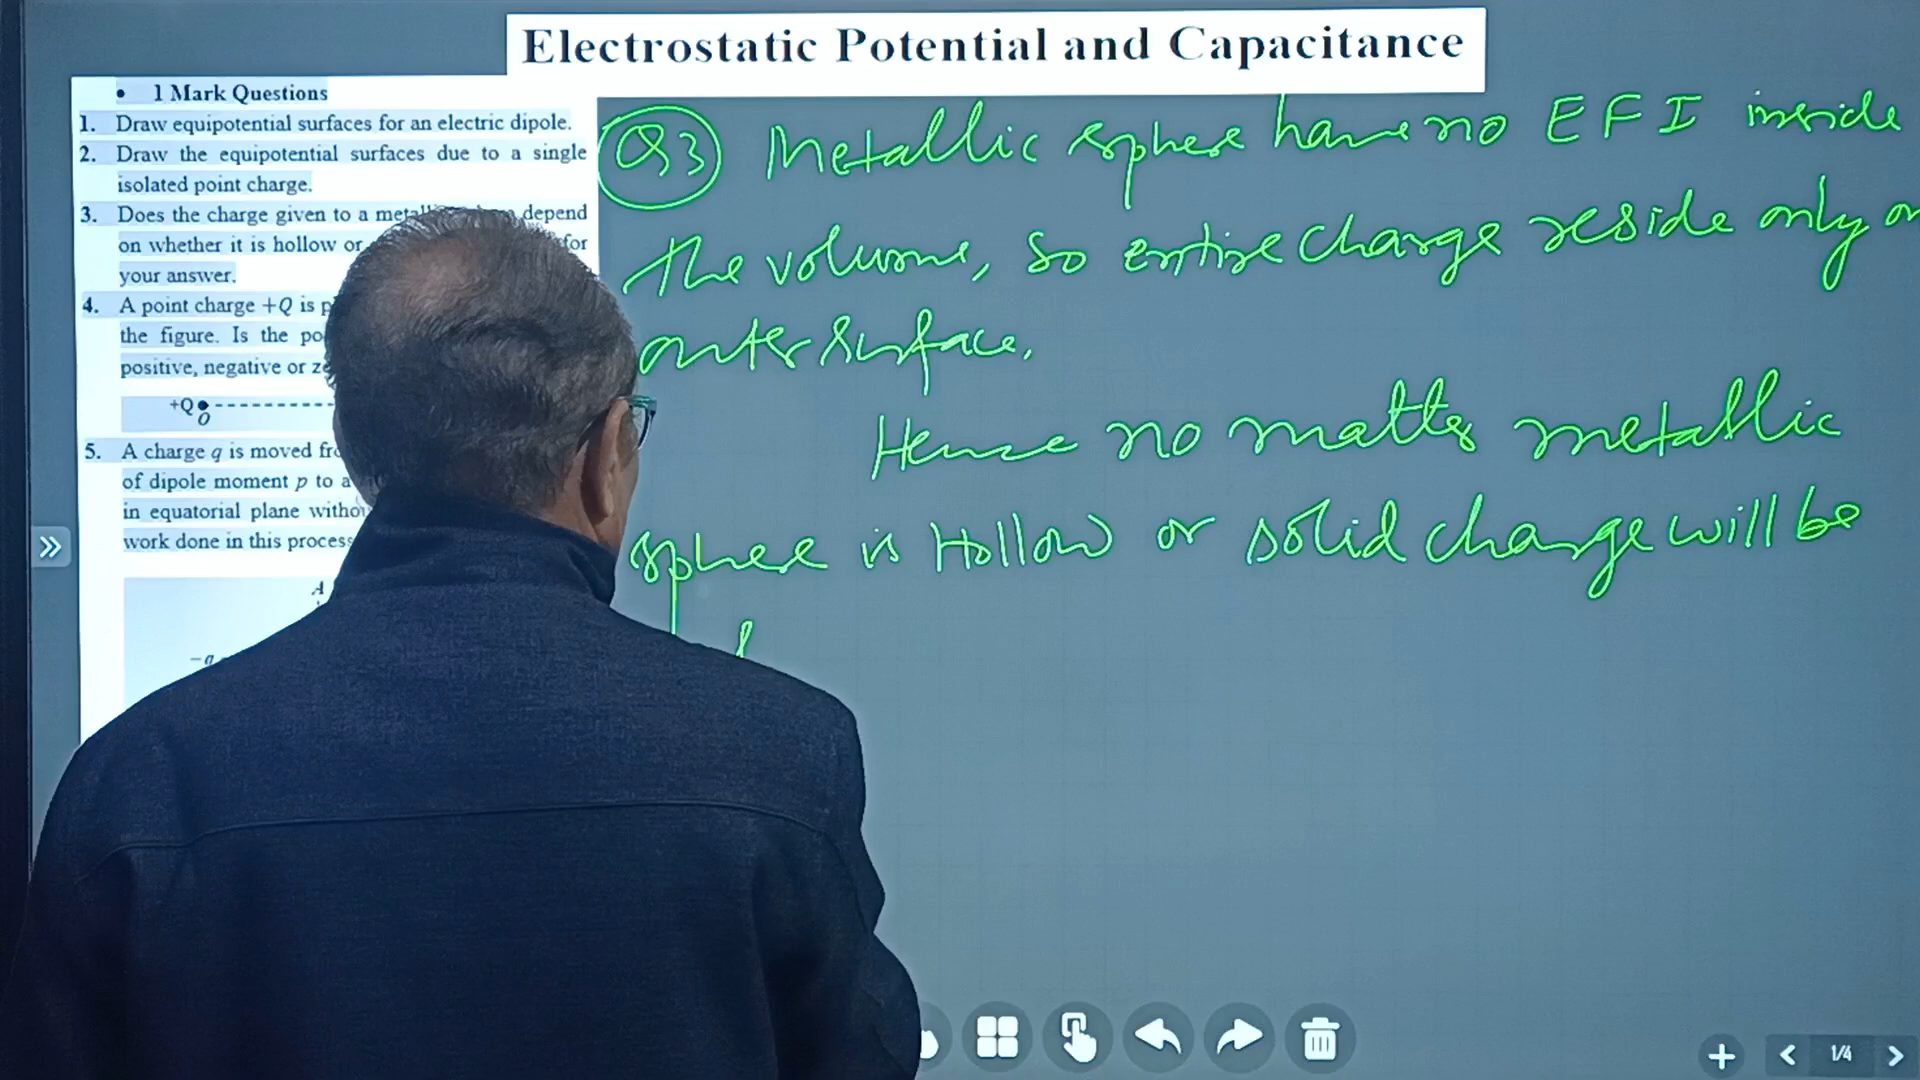 Electrostatic Potential and Capacitance
• 1 Mark Questions
1. Draw equipotential surfaces for an electric dipole.
2. Draw the equipotential surfaces due to a single
isolated point charge.
3. Does the charge given to a depend
on whether it is hollow or for
your answer.
4. A point charge +Q is
the figure. Is the
positive, negative or
+Q
O
5. A charge q is moved
of dipole moment p to a
in equatorial plane
work done in this process
A
−q
Q3 Metallic sphere have no EFI inside
the volume, so entire charge reside only on
outer surface.
Hence no matter metallic
sphere is Hollow or solid charge will be
1/4